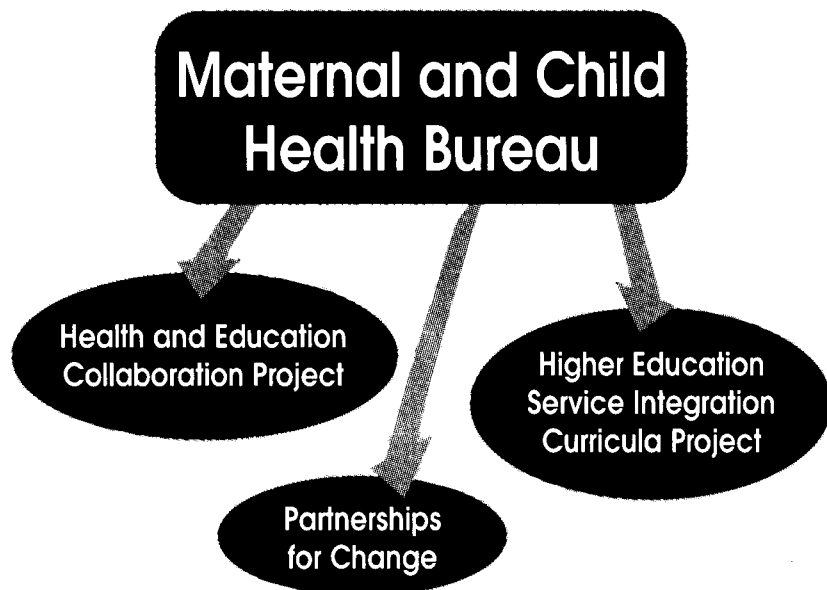 Maternal and Child
Health Bureau
Health and Education
Collaboration Project
Higher Education
Service Integration
Curricula Project
Partnerships
for Change